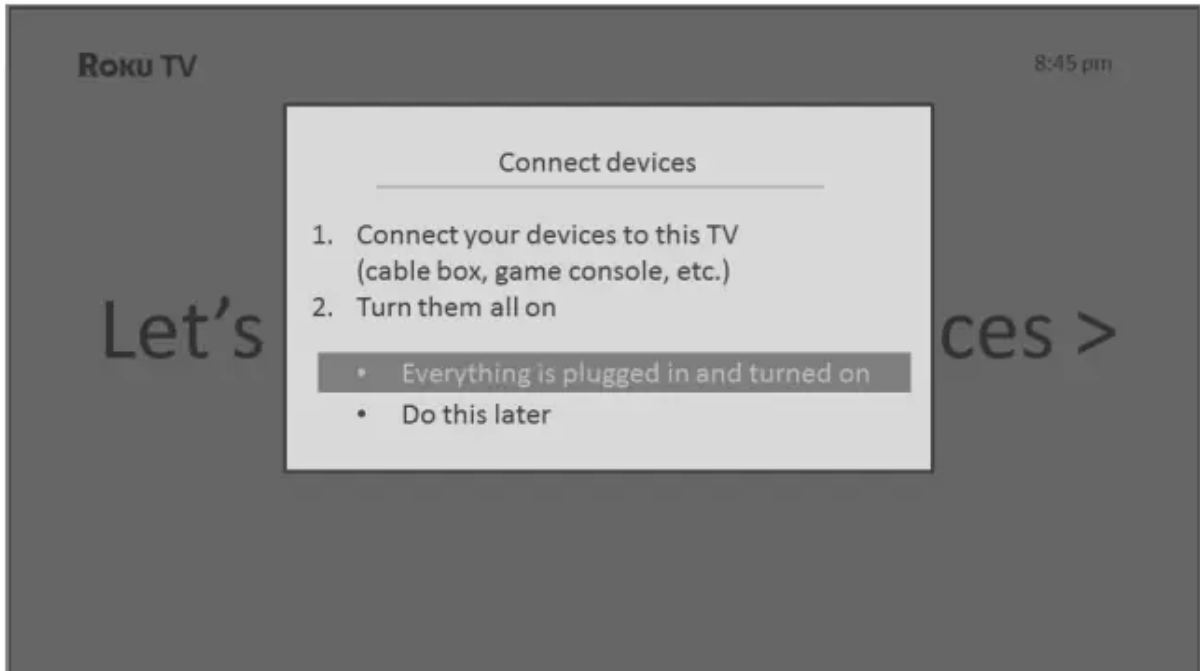 Roku TV
8:45 pm
Connect devices
1. Connect your devices to this TV
(cable box, game console, etc.)
2. Turn them all on
Let's
ces >
• Everything is plugged in and turned on
• Do this later